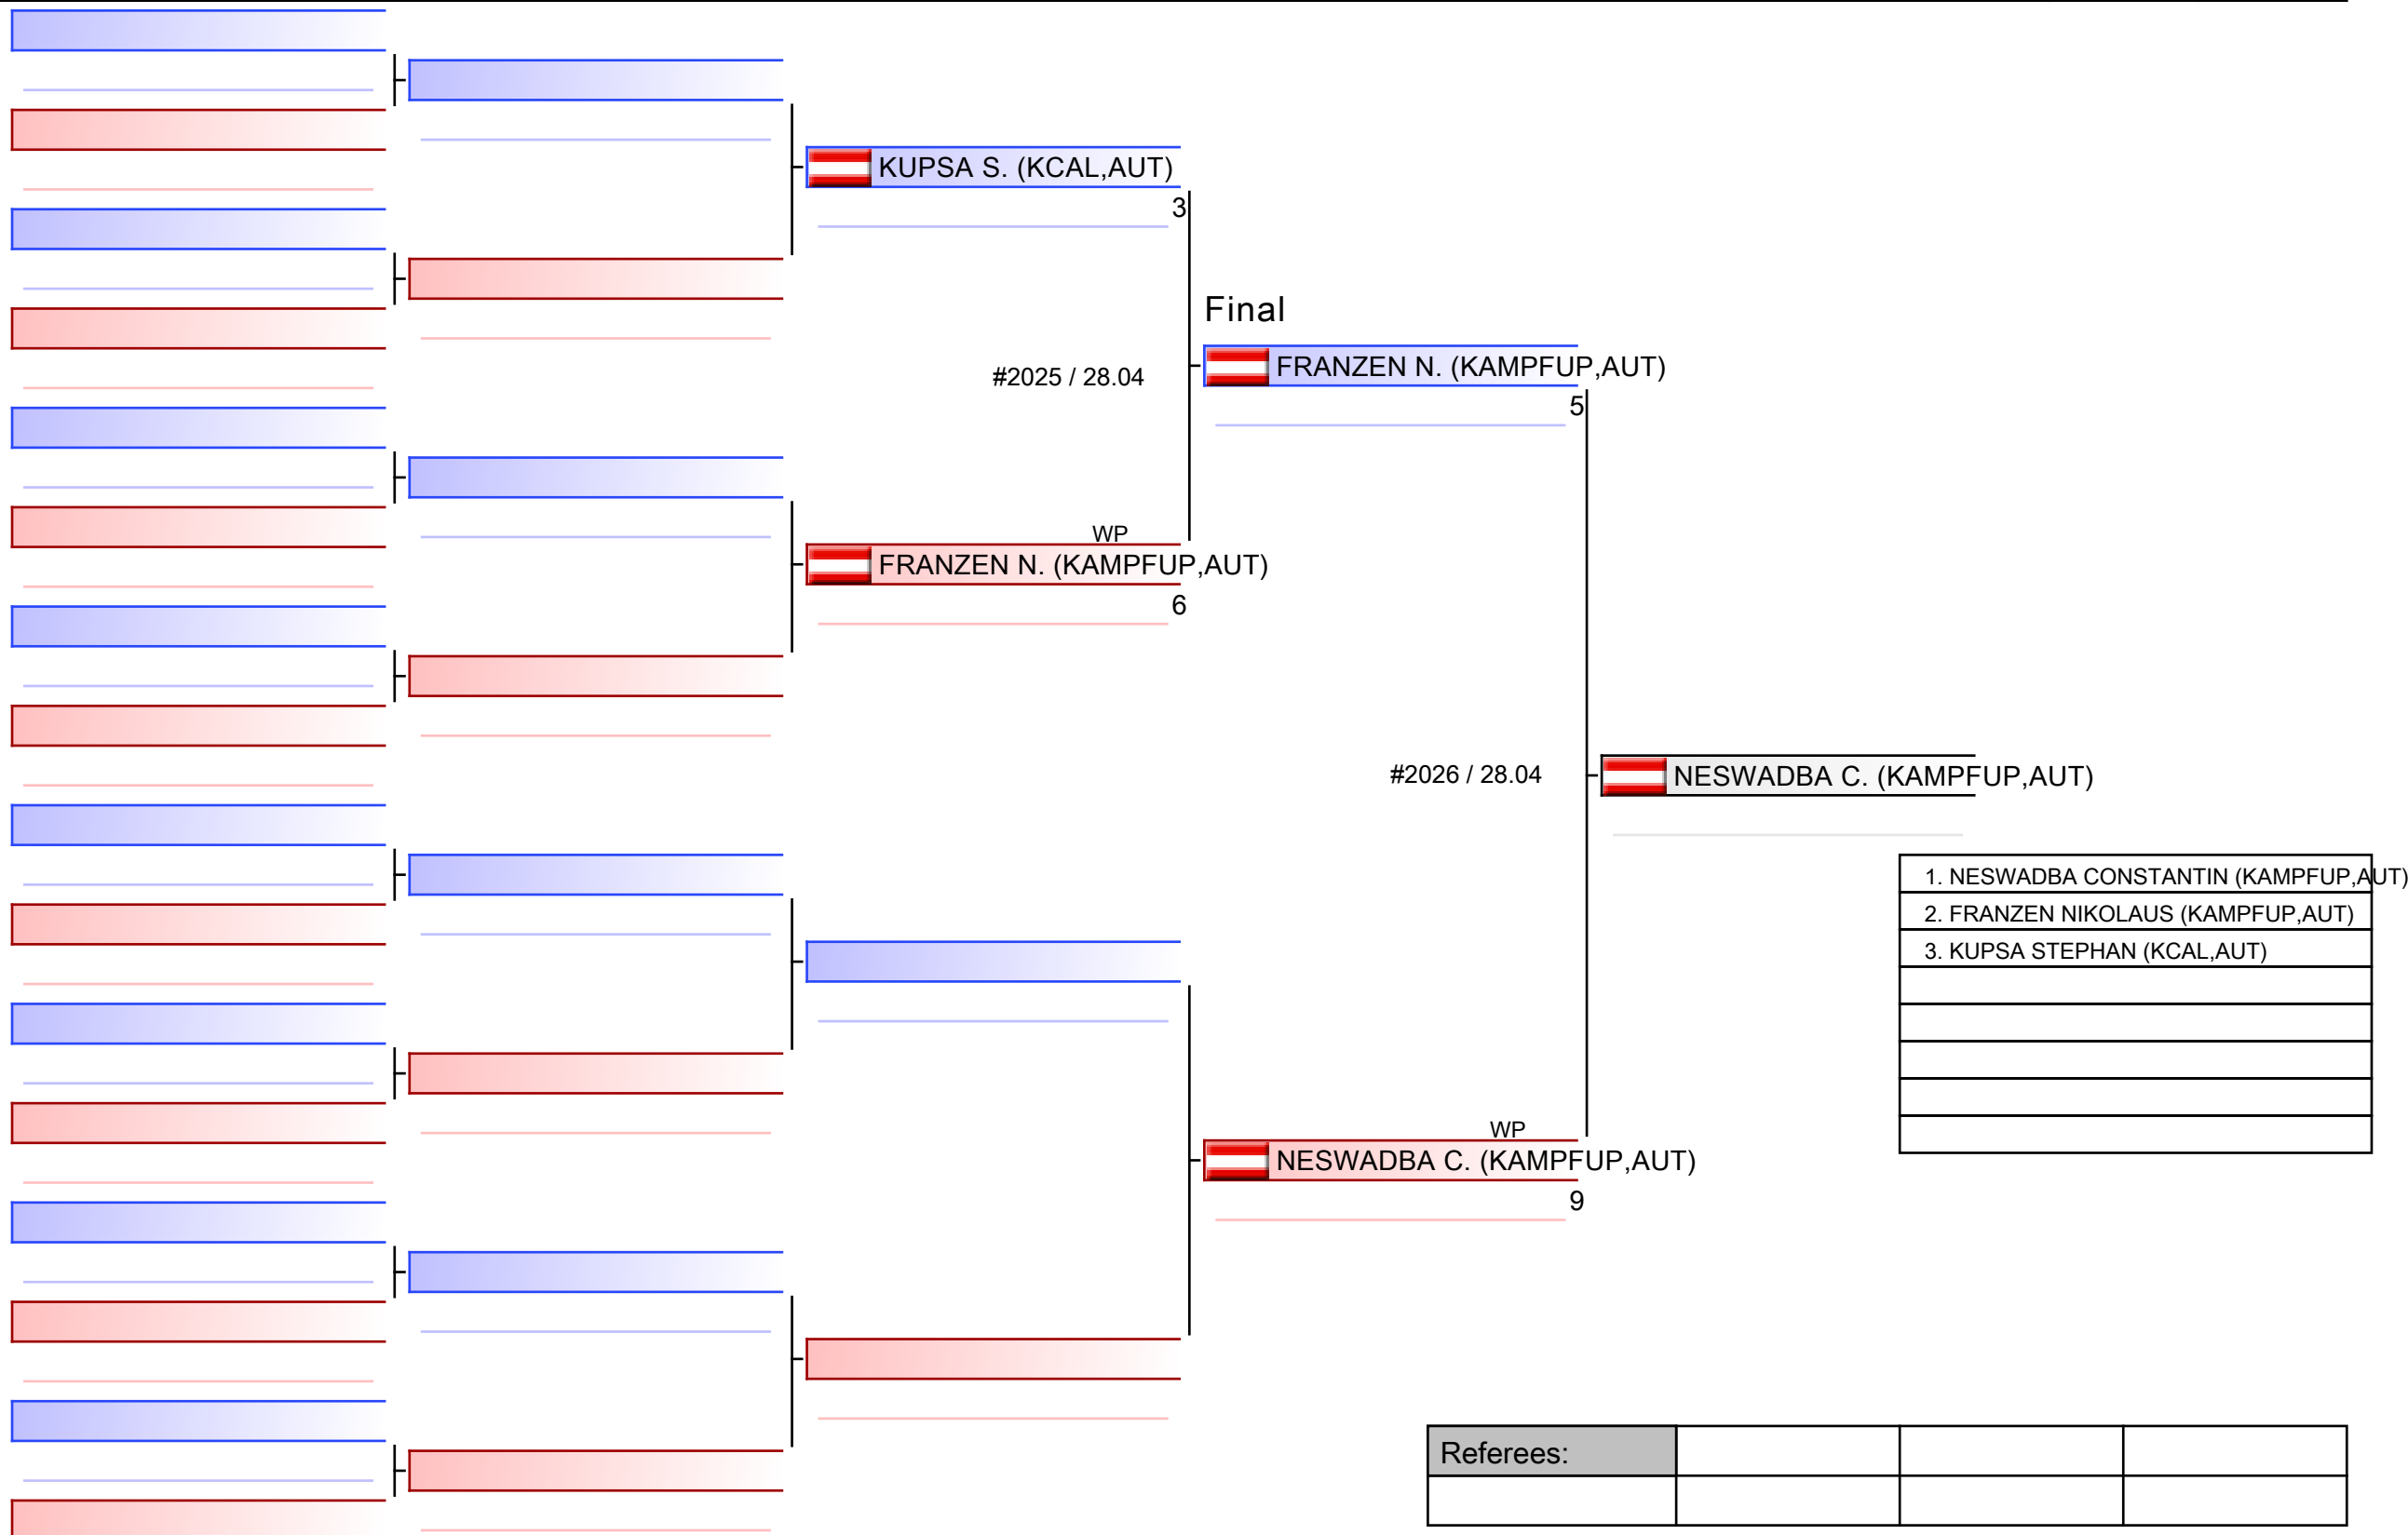 KUPSA S. (KCAL,AUT)
3
Final
FRANZEN N. (KAMPFUP,AUT)
#2025 / 28.04
5
WP
FRANZEN N. (KAMPFUP,AUT)
6
#2026 / 28.04
NESWADBA C. (KAMPFUP,AUT)
1. NESWADBA CONSTANTIN (KAMPFUP,AUT)
2. FRANZEN NIKOLAUS (KAMPFUP,AUT)
3. KUPSA STEPHAN (KCAL,AUT)
WP
NESWADBA C. (KAMPFUP,AUT)
9
Referees: